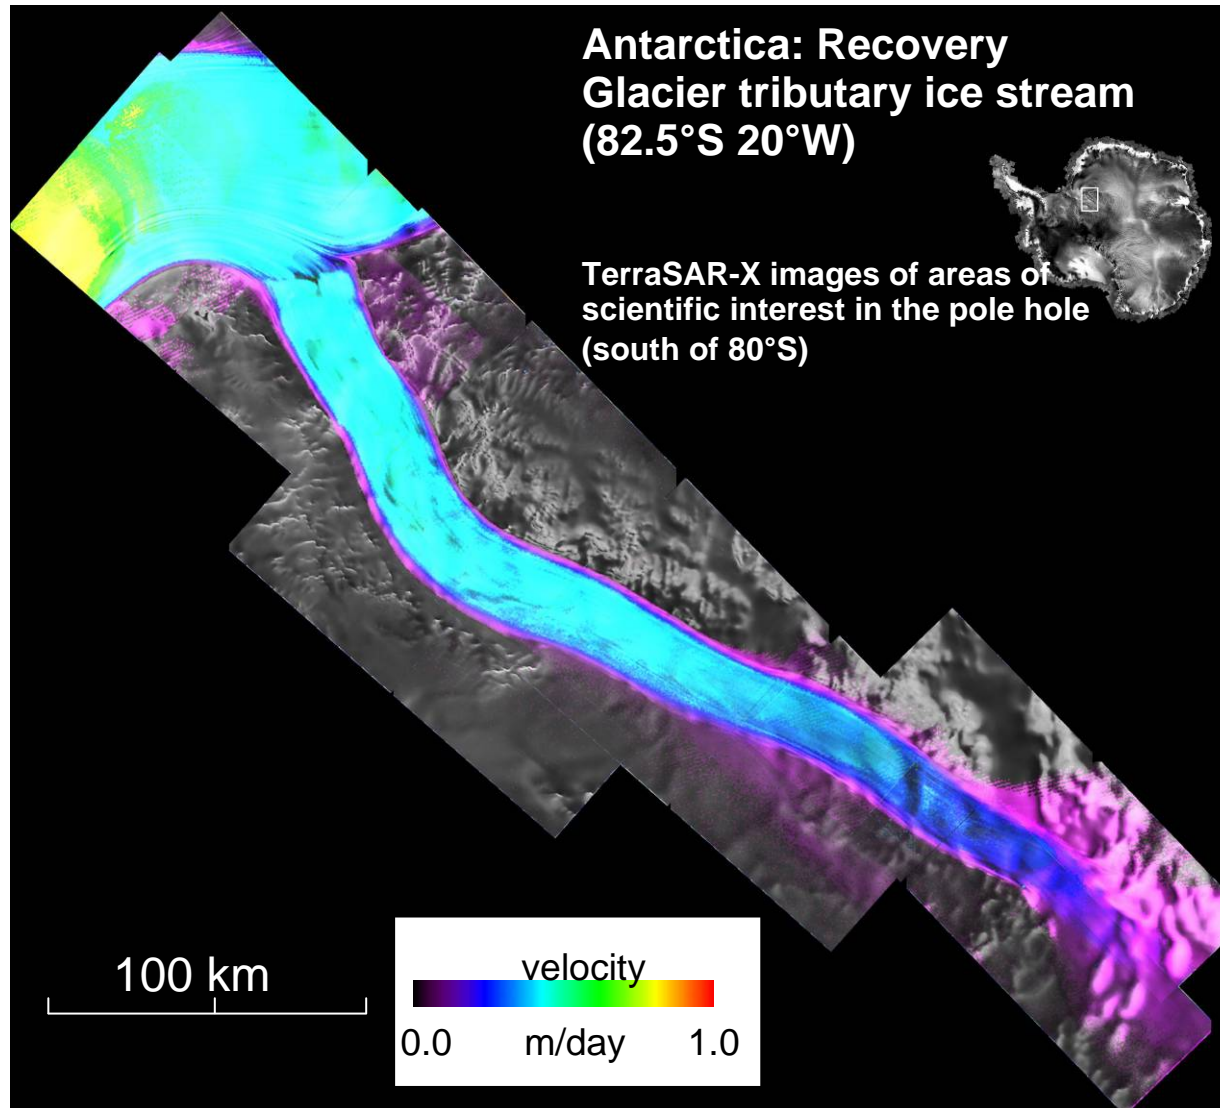 Antarctica: Recovery
Glacier tributary ice stream
(82.5°S 20°W)
TerraSAR-X images of areas of
scientific interest in the pole hole
(south of 80°S)
100 km
velocity
0.0 m/day 1.0